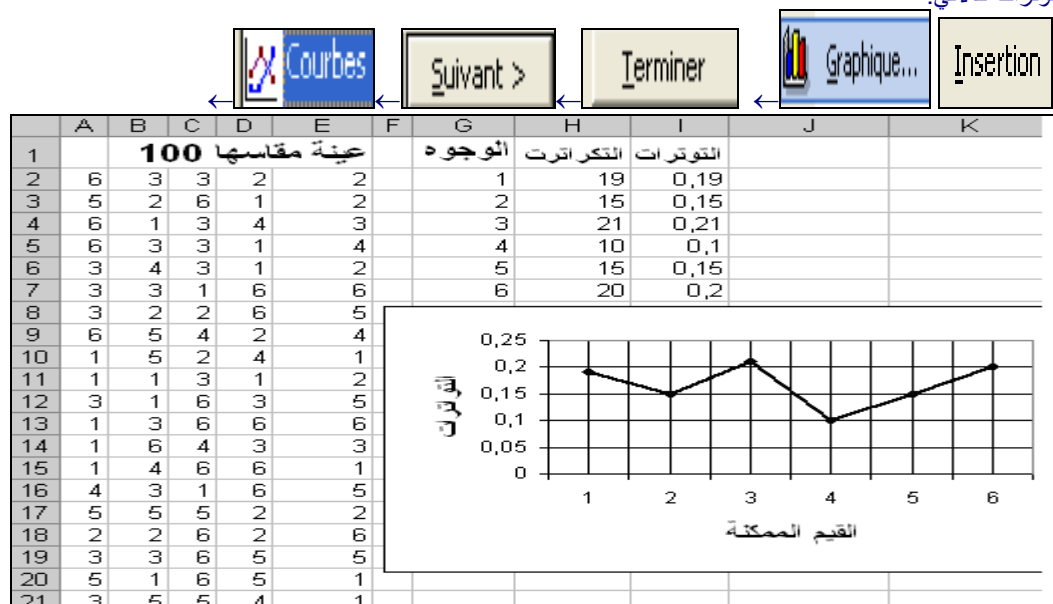 Insertion ← Graphique... ← Terminer ← Suivant > ← Courbes ←
A B C D E F G H I J K
1 عينة مقاسها 100 الوجوه التكراترت التوترات
2 6 3 3 2 2 1 19 0,19
3 5 2 6 1 2 2 15 0,15
4 6 1 3 4 3 3 21 0,21
5 6 3 3 1 4 4 10 0,1
6 3 4 3 1 2 5 15 0,15
7 3 3 1 6 6 6 20 0,2
8 3 2 2 6 5
9 6 5 4 2 4
10 1 5 2 4 1
11 1 1 3 1 2
12 3 1 6 3 5
13 1 3 6 6 6
14 1 6 4 3 3
15 1 4 6 6 1
16 4 3 1 6 5
17 5 5 5 2 2
18 2 2 6 2 6
19 3 3 6 5 5
20 5 1 6 5 1
21 3 5 5 4 1
0,25
0,2
0,15
0,1
0,05
0
1 2 3 4 5 6
القيم الممكنة